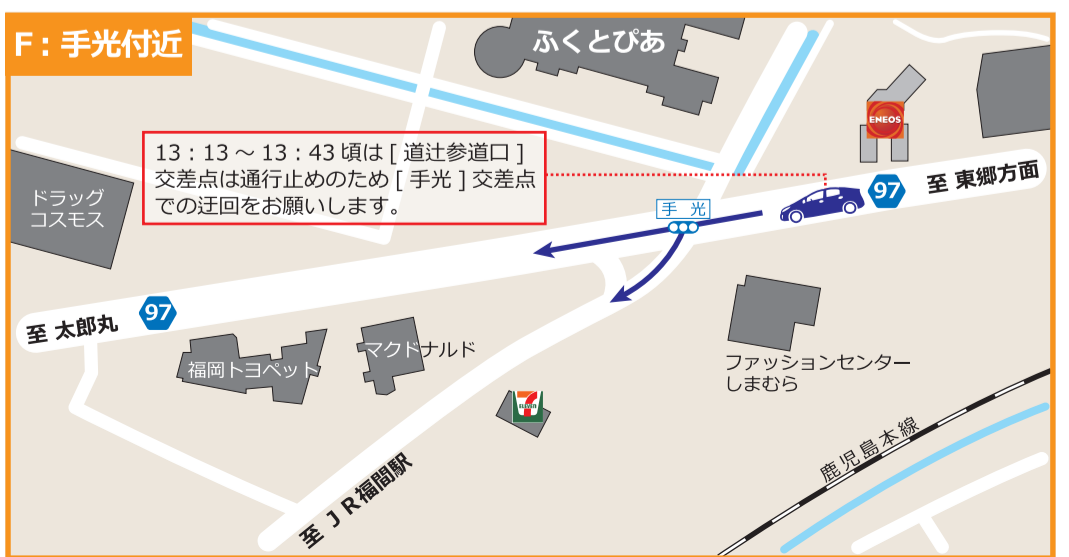 F：手光付近
ふくとぴあ
ENEOS
13：13～13：43頃は [ 道辻参道口 ]
交差点は通行止めのため [ 手光 ] 交差点
での迂回をお願いします。
ドラッグ
コスモス
手 光
97
至 東郷方面
至 太郎丸
97
福岡トヨペット
マクドナルド
7
ELEVEN
ファッションセンター
しまむら
鹿児島本線
至 ＪＲ福間駅